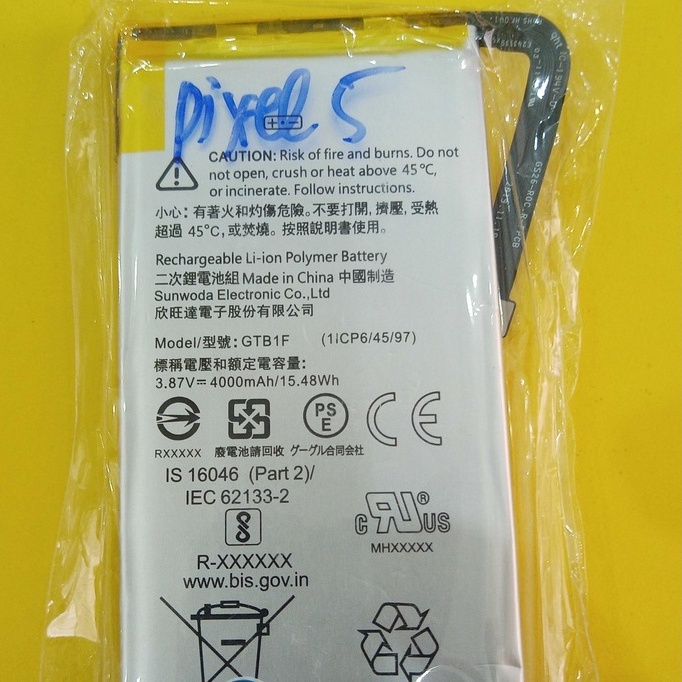 Pixel 5
CAUTION: Risk of fire and burns. Do not
not open, crush or heat above 45℃,
or incinerate. Follow instructions.
小心: 有著火和灼傷危險。不要打開, 擠壓, 受熱
超過 45℃, 或焚燒。按照說明書使用。
Rechargeable Li-ion Polymer Battery
二次鋰電池組 Made in China 中國制造
Sunwoda Electronic Co.,Ltd
欣旺達電子股份有限公司
Model/型號: GTB1F (1ICP6/45/97)
標稱電壓和額定電容量:
3.87V⎓4000mAh/15.48Wh
PS
E
CE
RXXXXX 廢電池請回收 グーグル合同会社
IS 16046 (Part 2)/
IEC 62133-2
c RU ® US
MHXXXXX
R-XXXXXX
www.bis.gov.in